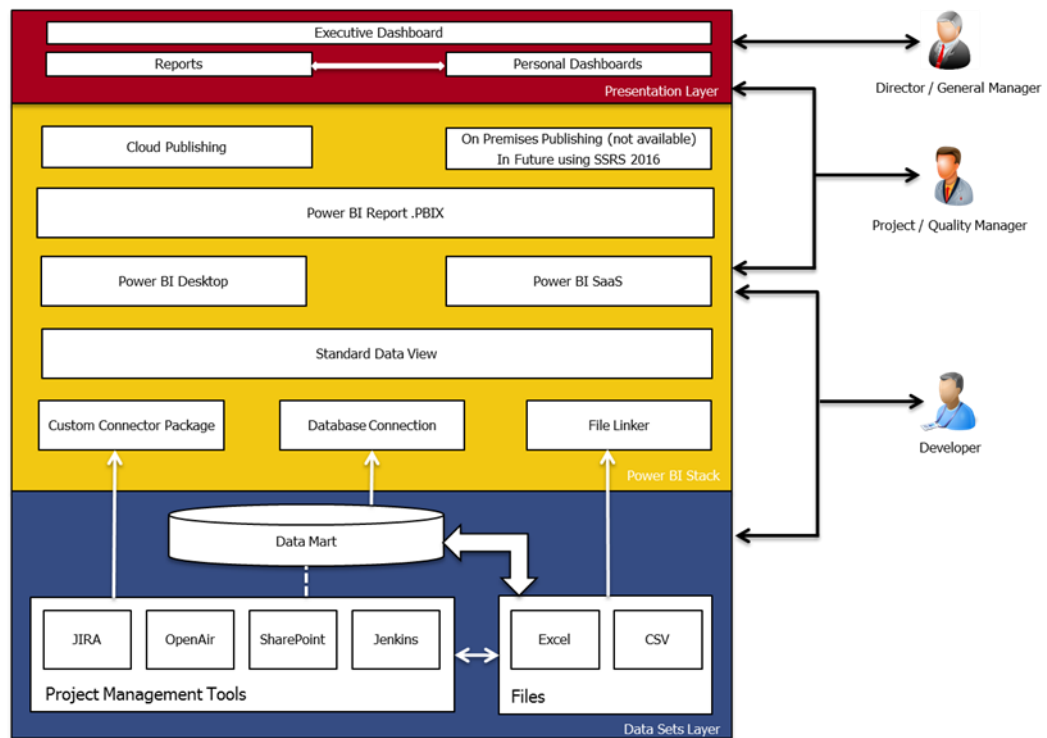 Executive Dashboard
Reports
Personal Dashboards
Presentation Layer
Director / General Manager
Cloud Publishing
On Premises Publishing (not available)
In Future using SSRS 2016
Project / Quality Manager
Power BI Report .PBIX
Power BI Desktop
Power BI SaaS
Standard Data View
Custom Connector Package
Database Connection
File Linker
Developer
Power BI Stack
Data Mart
JIRA
OpenAir
SharePoint
Jenkins
Excel
CSV
Project Management Tools
Files
Data Sets Layer